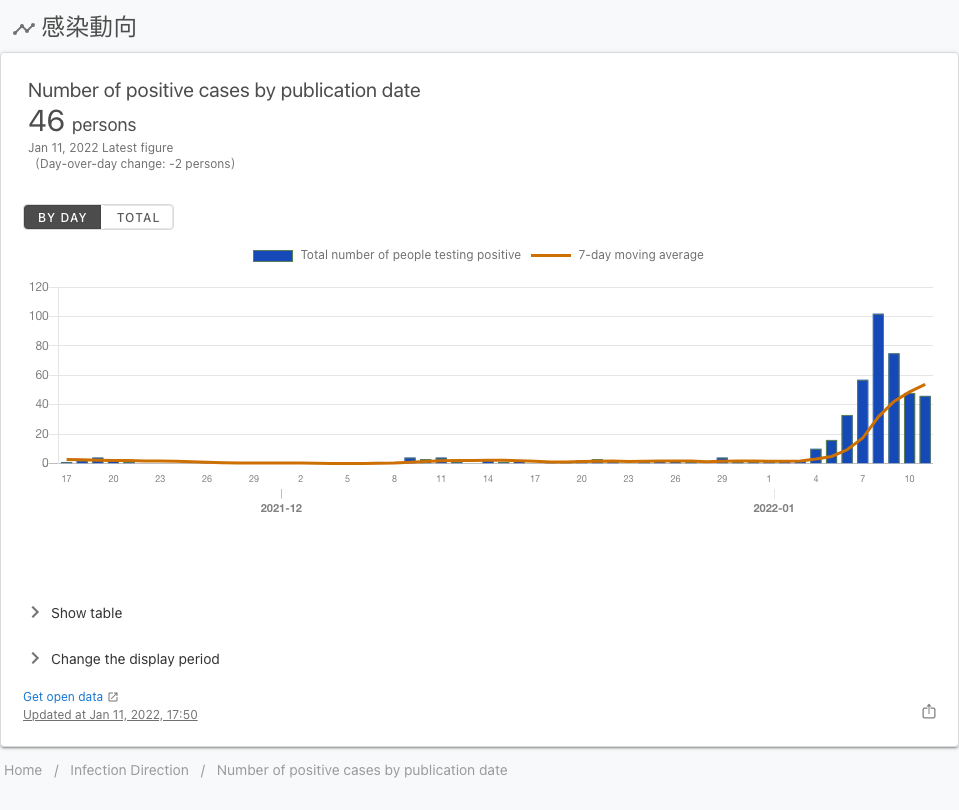 感染動向
Number of positive cases by publication date
46 persons
Jan 11, 2022 Latest figure
(Day-over-day change: -2 persons)
BY DAY TOTAL
Total number of people testing positive 7-day moving average
120
100
80
60
40
20
0
17 20 23 26 29 2 5 8 11 14 17 20 23 26 29 1 4 7 10
2021-12 2022-01
Show table
Change the display period
Get open data
Updated at Jan 11, 2022, 17:50
Home / Infection Direction / Number of positive cases by publication date